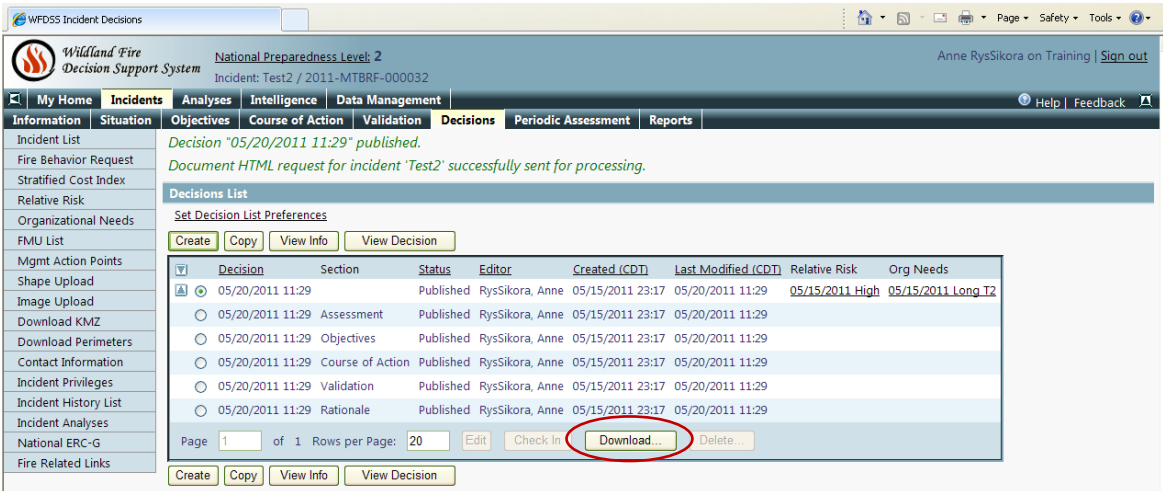 WFDSS Incident Decisions
Page Safety Tools
Wildland Fire
Decision Support System
National Preparedness Level: 2
Incident: Test2 / 2011-MTBRF-000032
Anne RysSikora on Training | Sign out
My Home Incidents Analyses Intelligence Data Management Help | Feedback
Information Situation Objectives Course of Action Validation Decisions Periodic Assessment Reports
Incident List
Fire Behavior Request
Stratified Cost Index
Relative Risk
Organizational Needs
FMU List
Mgmt Action Points
Shape Upload
Image Upload
Download KMZ
Download Perimeters
Contact Information
Incident Privileges
Incident History List
Incident Analyses
National ERC-G
Fire Related Links
Decision "05/20/2011 11:29" published.
Document HTML request for incident 'Test2' successfully sent for processing.
Decisions List
Set Decision List Preferences
Create Copy View Info View Decision
Decision Section Status Editor Created (CDT) Last Modified (CDT) Relative Risk Org Needs
05/20/2011 11:29 Published RysSikora, Anne 05/15/2011 23:17 05/20/2011 11:29 05/15/2011 High 05/15/2011 Long T2
05/20/2011 11:29 Assessment Published RysSikora, Anne 05/15/2011 23:17 05/20/2011 11:29
05/20/2011 11:29 Objectives Published RysSikora, Anne 05/15/2011 23:17 05/20/2011 11:29
05/20/2011 11:29 Course of Action Published RysSikora, Anne 05/15/2011 23:17 05/20/2011 11:29
05/20/2011 11:29 Validation Published RysSikora, Anne 05/15/2011 23:17 05/20/2011 11:29
05/20/2011 11:29 Rationale Published RysSikora, Anne 05/15/2011 23:17 05/20/2011 11:29
Page 1 of 1 Rows per Page: 20 Edit Check In Download... Delete...
Create Copy View Info View Decision